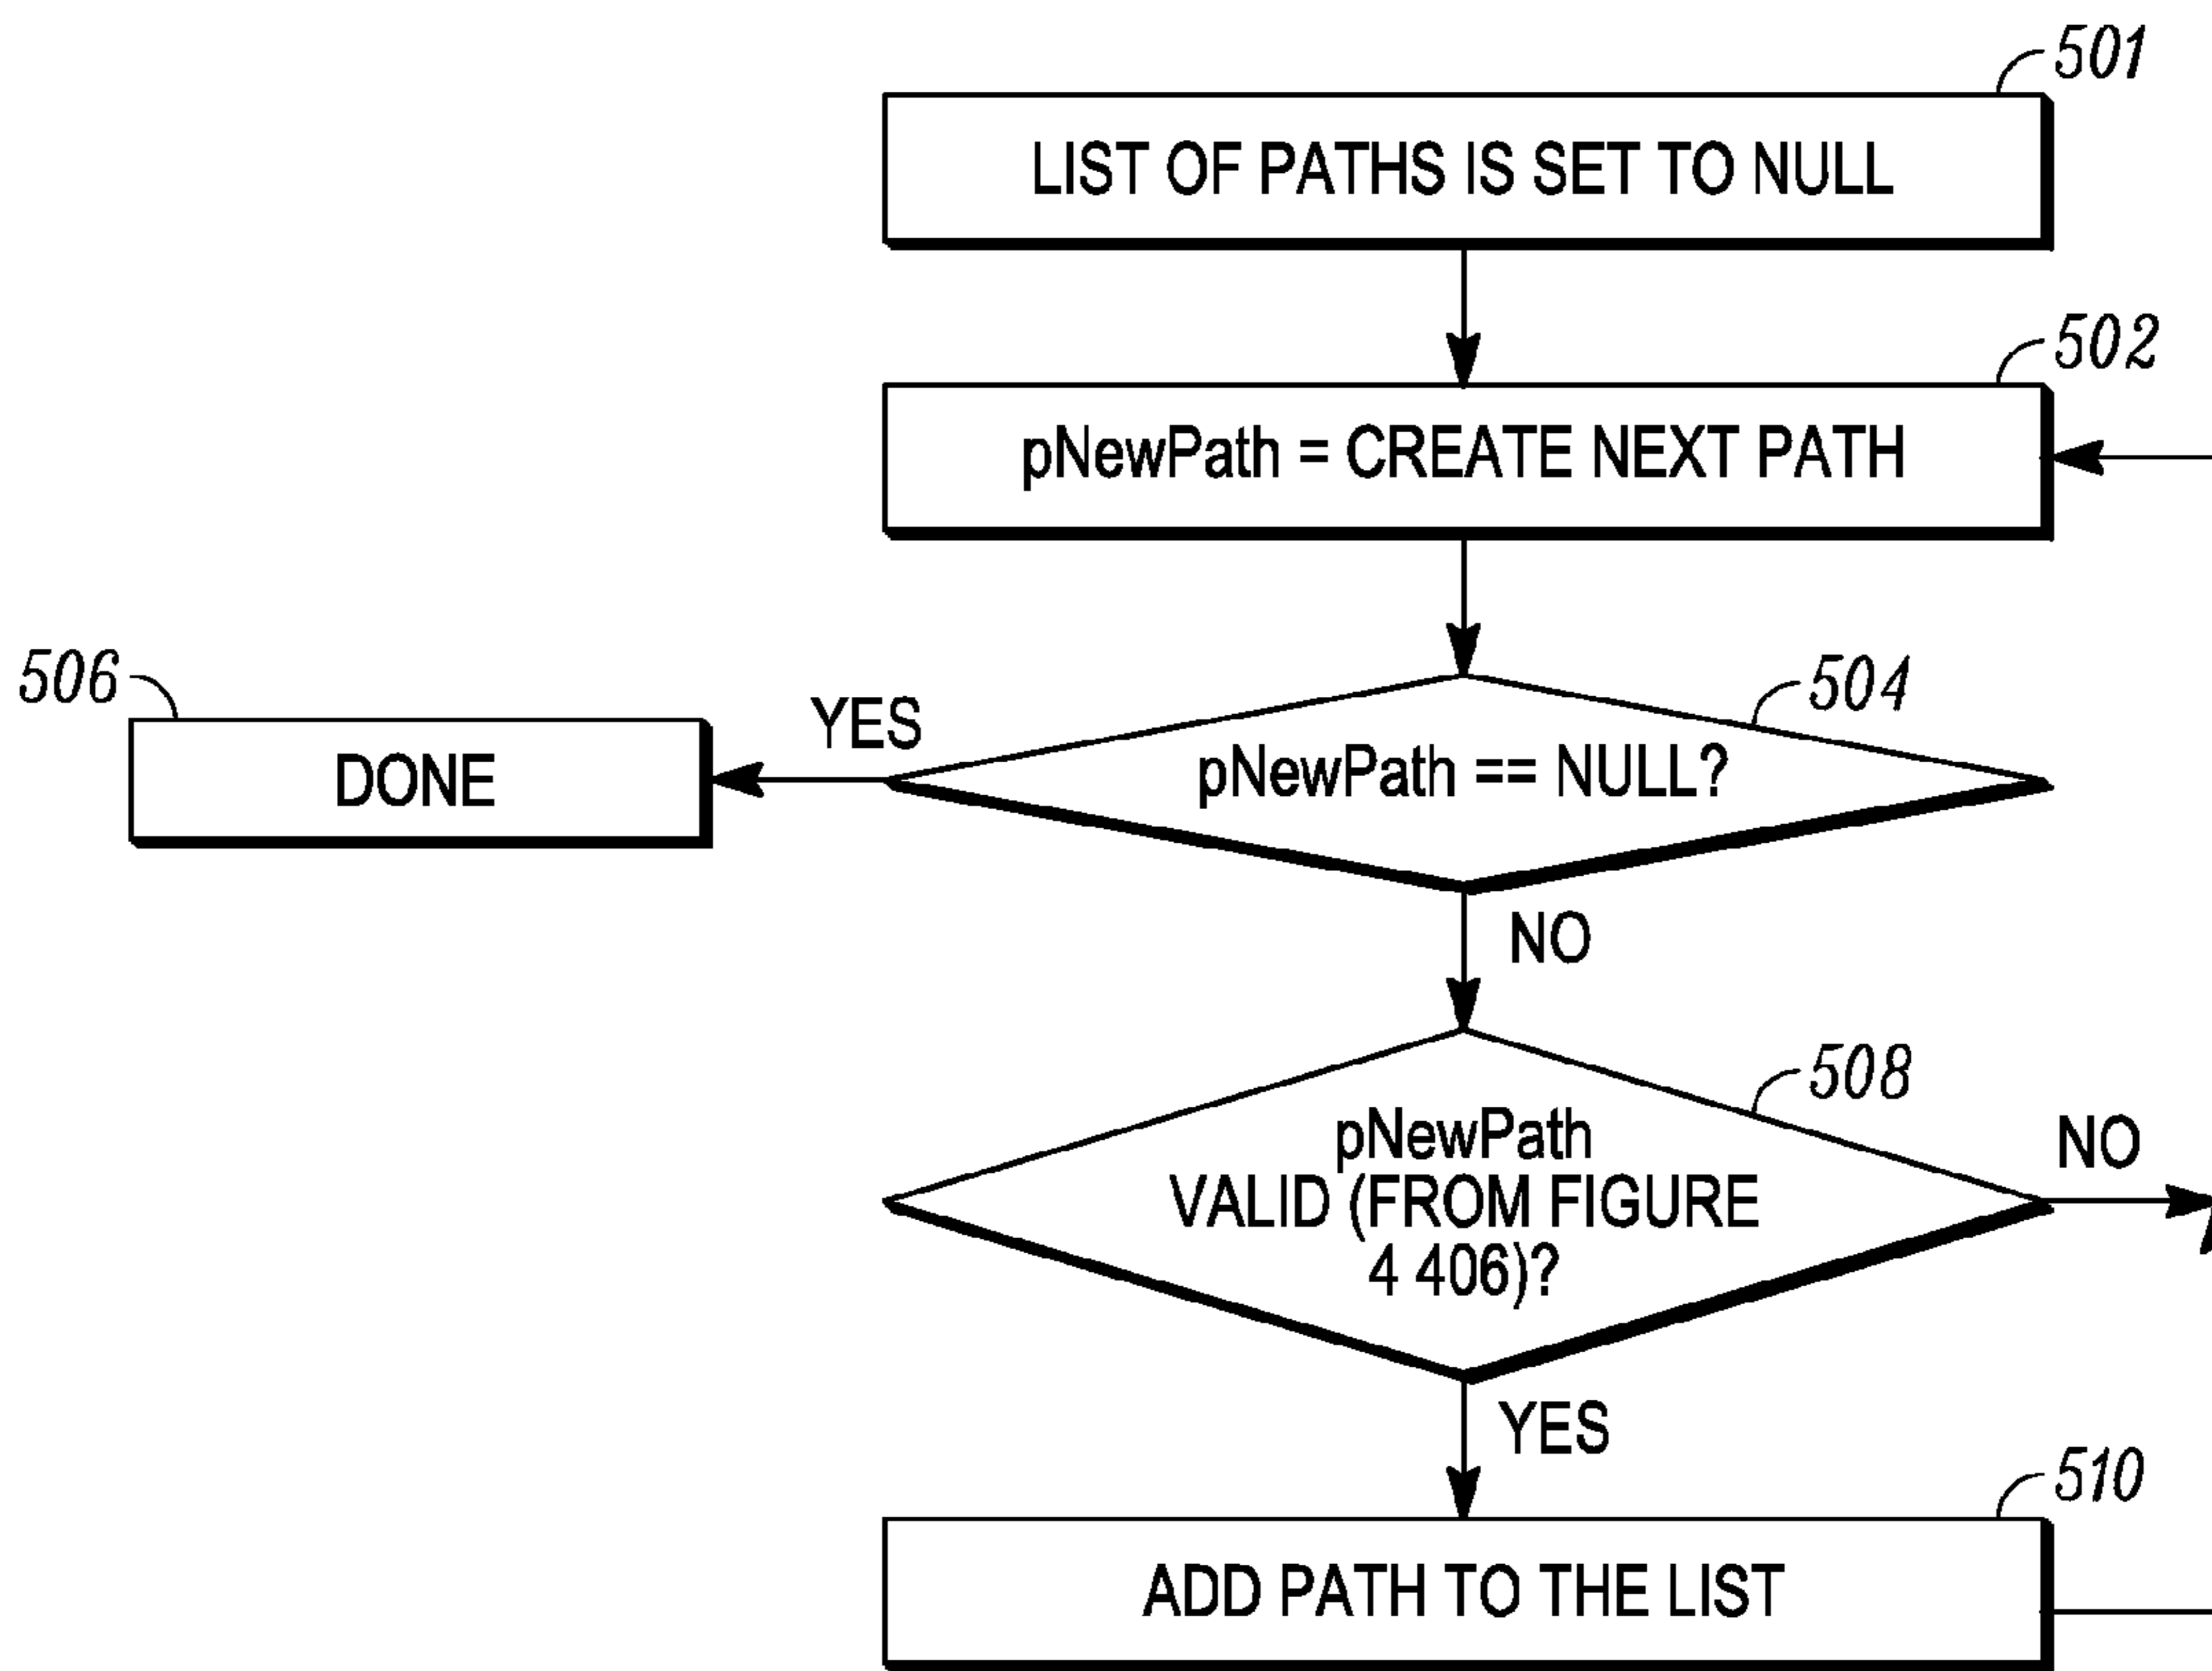 501
LIST OF PATHS IS SET TO NULL
502
pNewPath = CREATE NEXT PATH
506
504
YES
DONE
pNewPath == NULL?
NO
508
pNewPath
VALID (FROM FIGURE
4 406)?
NO
YES
510
ADD PATH TO THE LIST